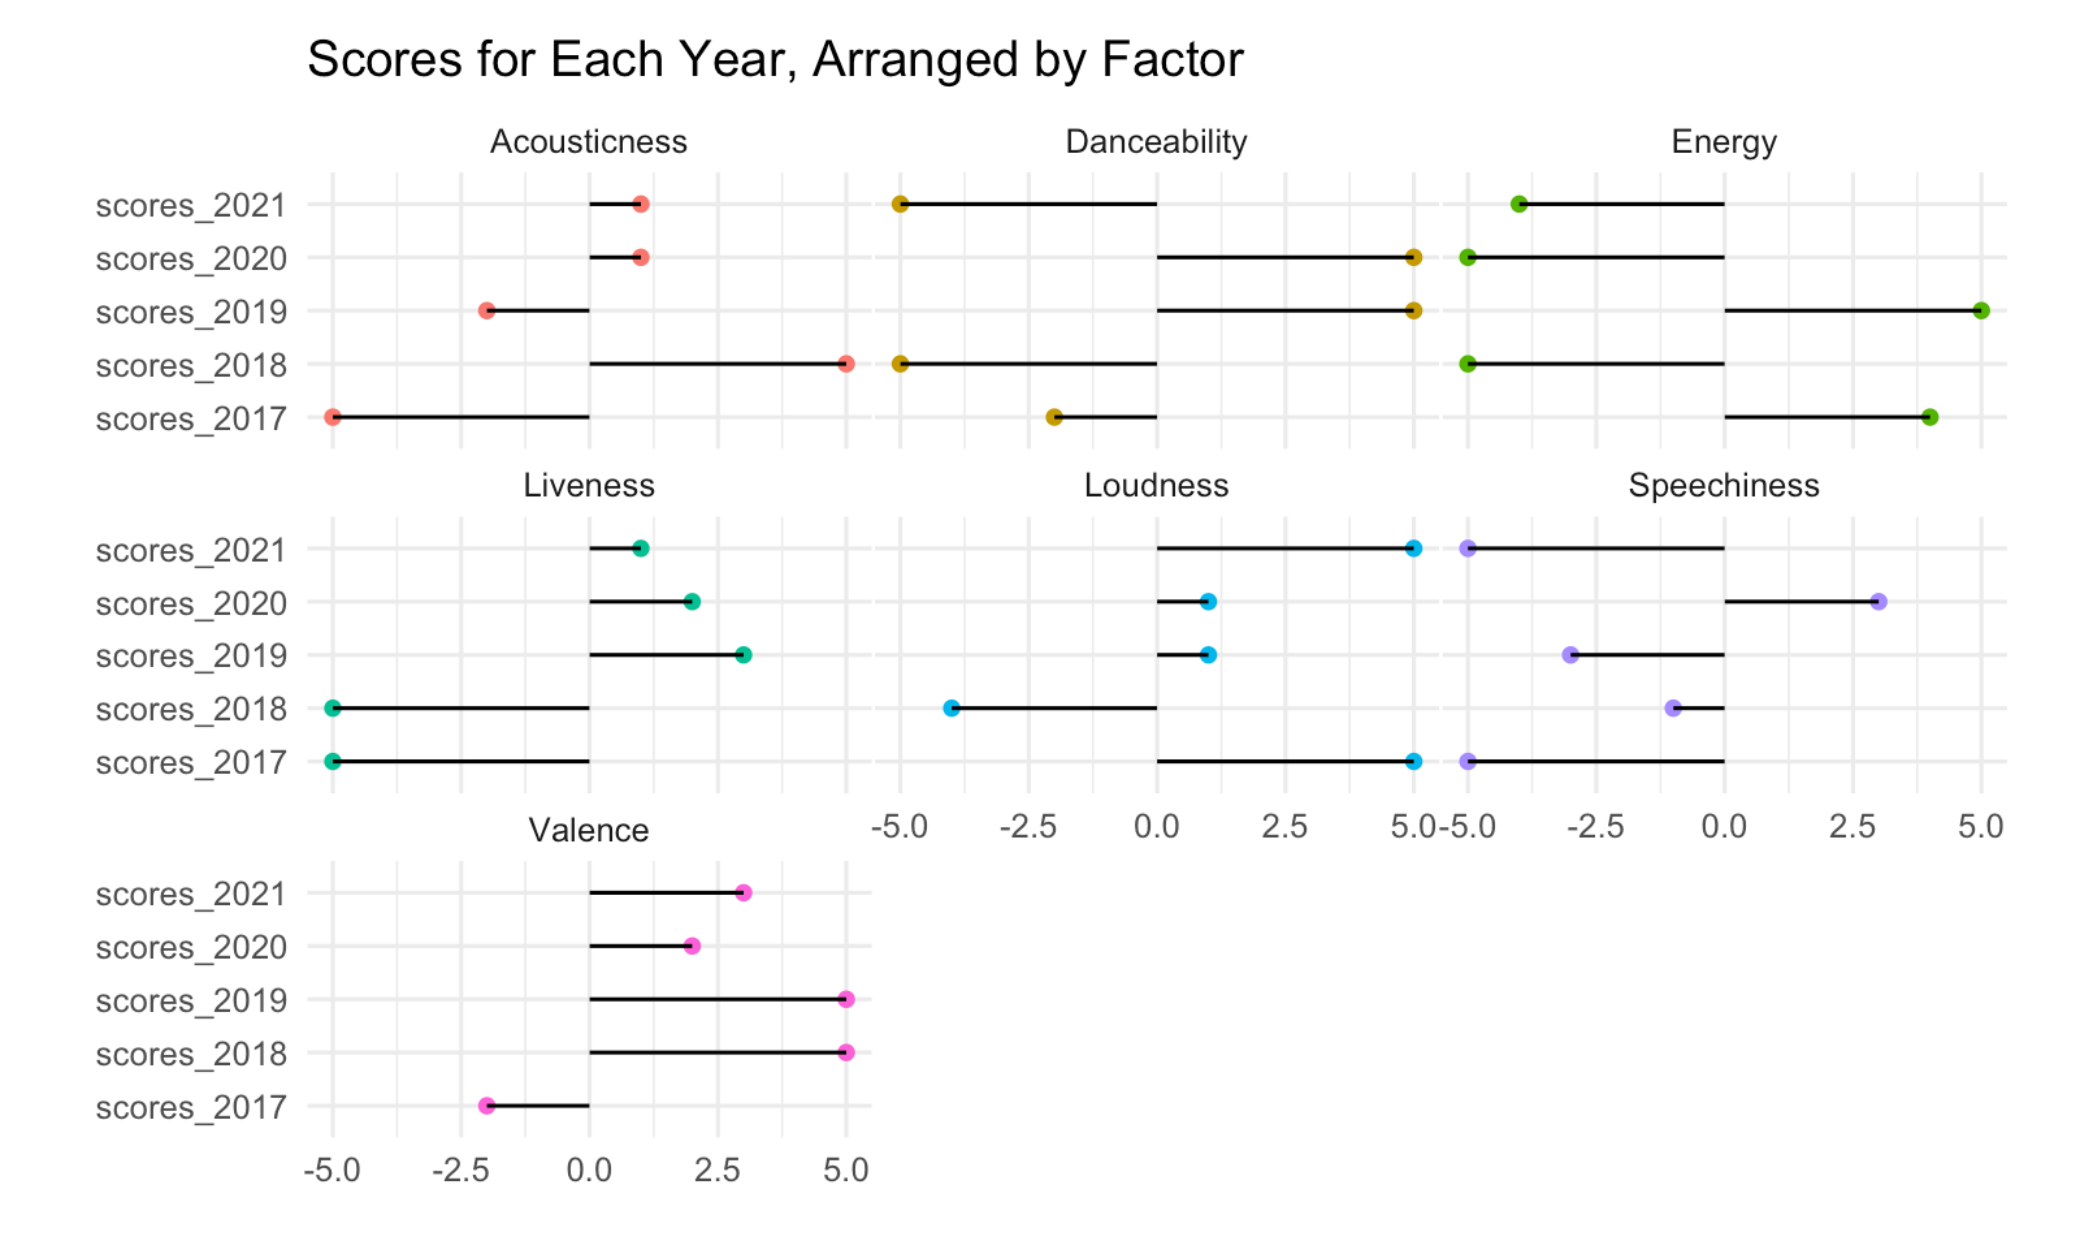 Scores for Each Year, Arranged by Factor
Acousticness
Danceability
Energy
scores_2021
scores_2020
scores_2019
scores_2018
scores_2017
Liveness
Loudness
Speechiness
scores_2021
scores_2020
scores_2019
scores_2018
scores_2017
-5.0 -2.5 0.0 2.5 5.0
-5.0 -2.5 0.0 2.5 5.0
Valence
scores_2021
scores_2020
scores_2019
scores_2018
scores_2017
-5.0 -2.5 0.0 2.5 5.0